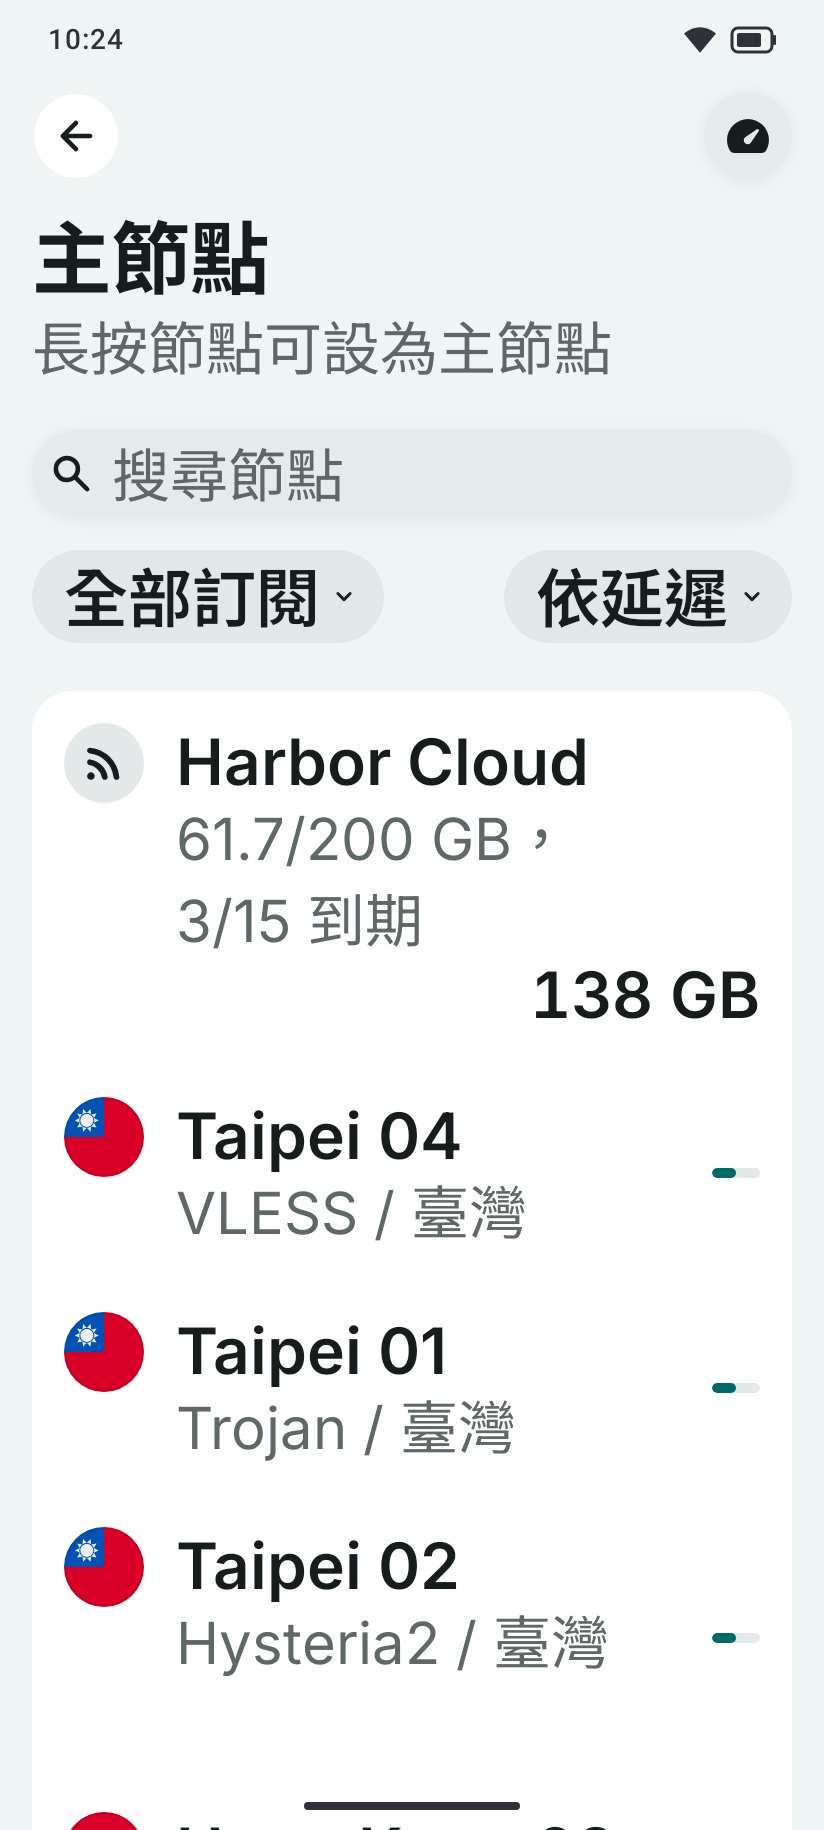 10:24
主節點
長按節點可設為主節點
搜尋節點
全部訂閱
依延遲
Harbor Cloud
61.7/200 GB，
3/15 到期
138 GB
Taipei 04
VLESS / 臺灣
Taipei 01
Trojan / 臺灣
Taipei 02
Hysteria2 / 臺灣